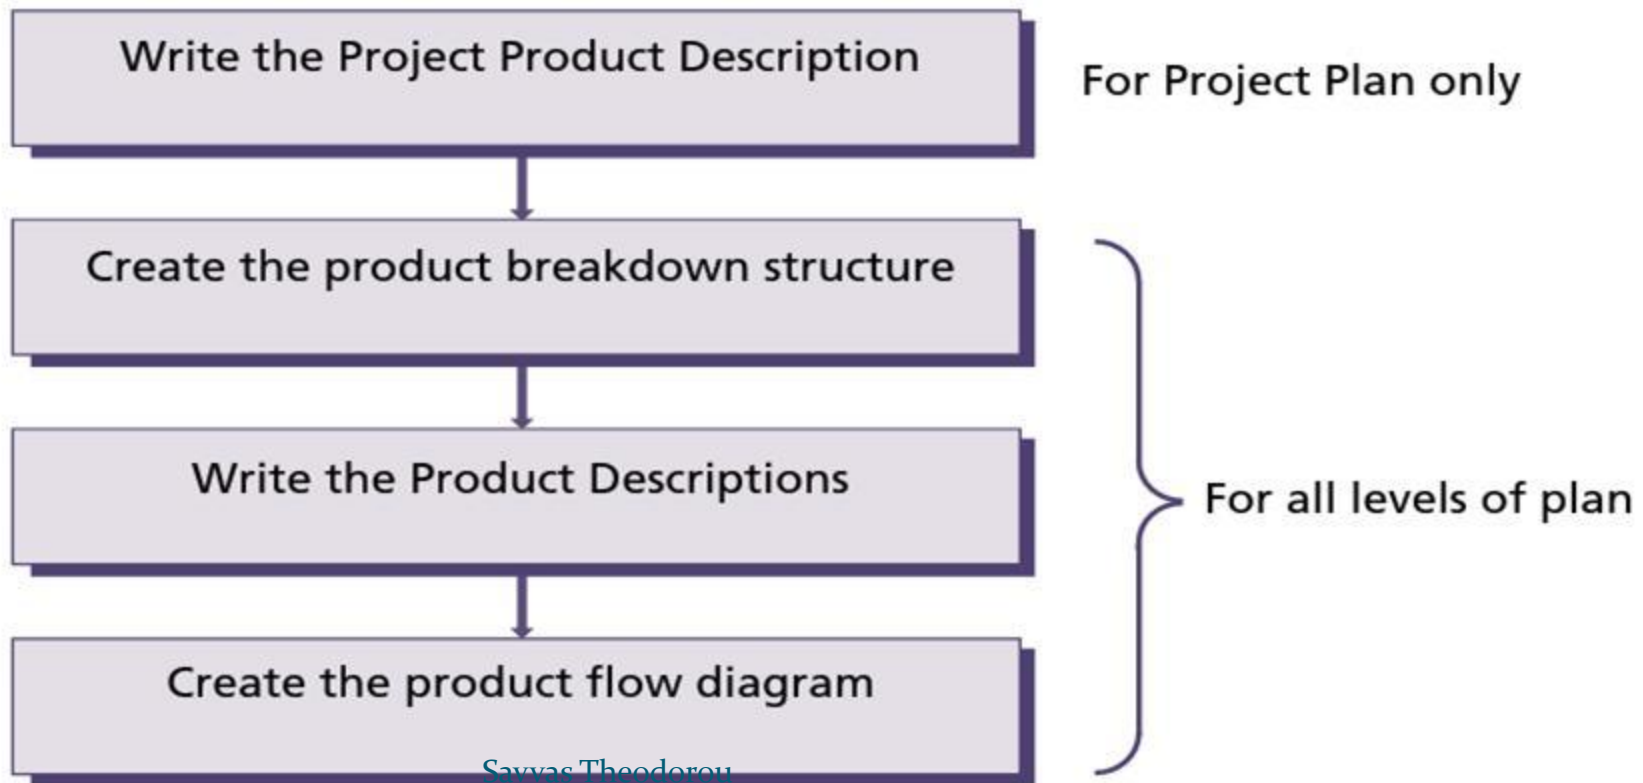 Write the Project Product Description
For Project Plan only
Create the product breakdown structure
Write the Product Descriptions
For all levels of plan
Create the product flow diagram
Savvas Theodorou